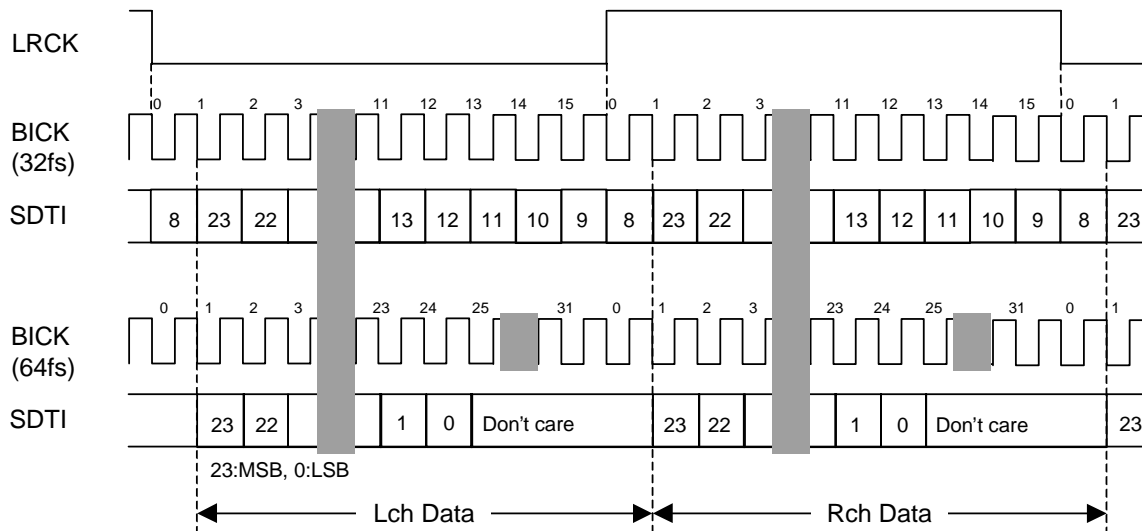 LRCK
0 1 2 3 11 12 13 14 15 0 1 2 3 11 12 13 14 15 0 1
BICK
(32fs)
SDTI 8 23 22 13 12 11 10 9 8 23 22 13 12 11 10 9 8 23
0 1 2 3 23 24 25 31 0 1 2 3 23 24 25 31 0 1
BICK
(64fs)
SDTI 23 22 1 0 Don't care 23 22 1 0 Don't care 23
23:MSB, 0:LSB
Lch Data Rch Data